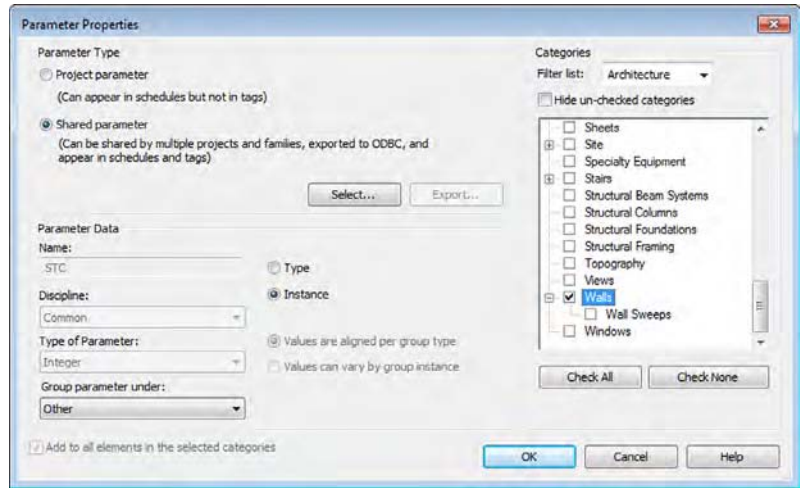 Parameter Properties
Parameter Type
Project parameter
(Can appear in schedules but not in tags)
Shared parameter
(Can be shared by multiple projects and families, exported to ODBC, and
appear in schedules and tags)
Select...
Export...
Parameter Data
Name:
STC
Type
Discipline:
Instance
Common
Type of Parameter:
Values are aligned per group type
Integer
Values can vary by group instance
Group parameter under:
Other
Add to all elements in the selected categories
Categories
Filter list:
Architecture
Hide un-checked categories
Sheets
Site
Specialty Equipment
Stairs
Structural Beam Systems
Structural Columns
Structural Foundations
Structural Framing
Topography
Views
Walls
Wall Sweeps
Windows
Check All
Check None
OK
Cancel
Help